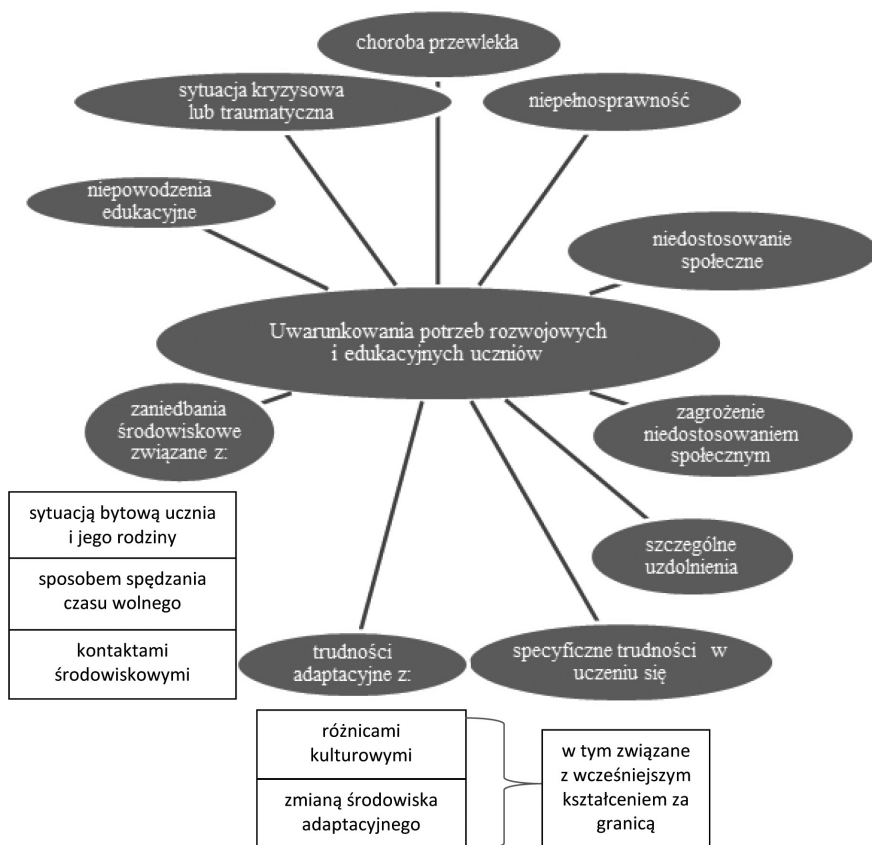 choroba przewlekła
sytuacja kryzysowa
lub traumatyczna
niepełnosprawność
niepowodzenia
edukacyjne
niedostosowanie
społeczne
Uwarunkowania potrzeb rozwojowych
i edukacyjnych uczniów
zaniedbania
środowiskowe
związane z:
zagrożenie
niedostosowaniem
społecznym
sytuacją bytową ucznia
i jego rodziny
sposobem spędzania
czasu wolnego
kontaktami
środowiskowymi
szczególne
uzdolnienia
trudności
adaptacyjne z:
specyficzne trudności w
uczeniu się
różnicami
kulturowymi
zmianą środowiska
adaptacyjnego
w tym związane
z wcześniejszym
kształceniem za
granicą